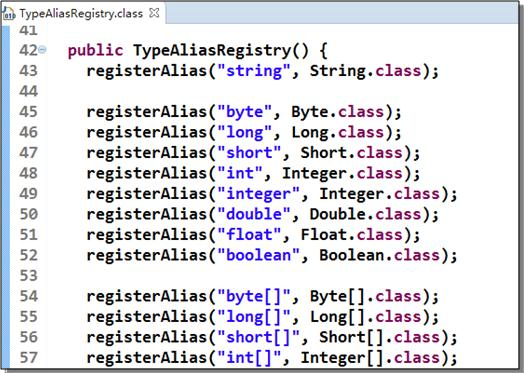 TypeAliasRegistry.class
41
42 public TypeAliasRegistry() {
43 registerAlias("string", String.class);
44
45 registerAlias("byte", Byte.class);
46 registerAlias("long", Long.class);
47 registerAlias("short", Short.class);
48 registerAlias("int", Integer.class);
49 registerAlias("integer", Integer.class);
50 registerAlias("double", Double.class);
51 registerAlias("float", Float.class);
52 registerAlias("boolean", Boolean.class);
53
54 registerAlias("byte[]", Byte[].class);
55 registerAlias("long[]", Long[].class);
56 registerAlias("short[]", Short[].class);
57 registerAlias("int[]", Integer[].class);